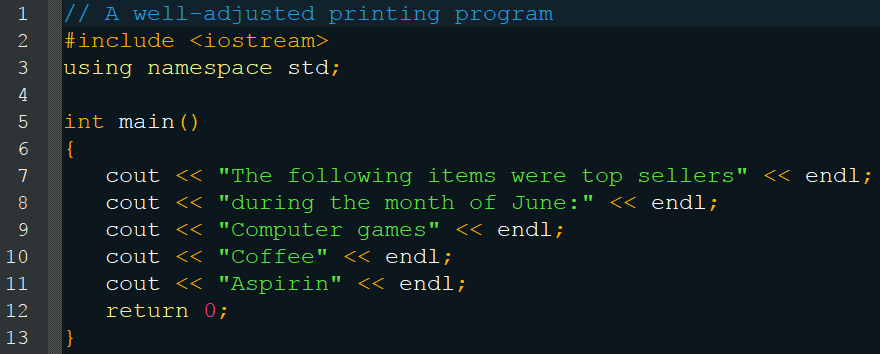 1 // A well-adjusted printing program
2 #include <iostream>
3 using namespace std;
4
5 int main()
6 {
7    cout << "The following items were top sellers" << endl;
8    cout << "during the month of June:" << endl;
9    cout << "Computer games" << endl;
10    cout << "Coffee" << endl;
11    cout << "Aspirin" << endl;
12    return 0;
13 }